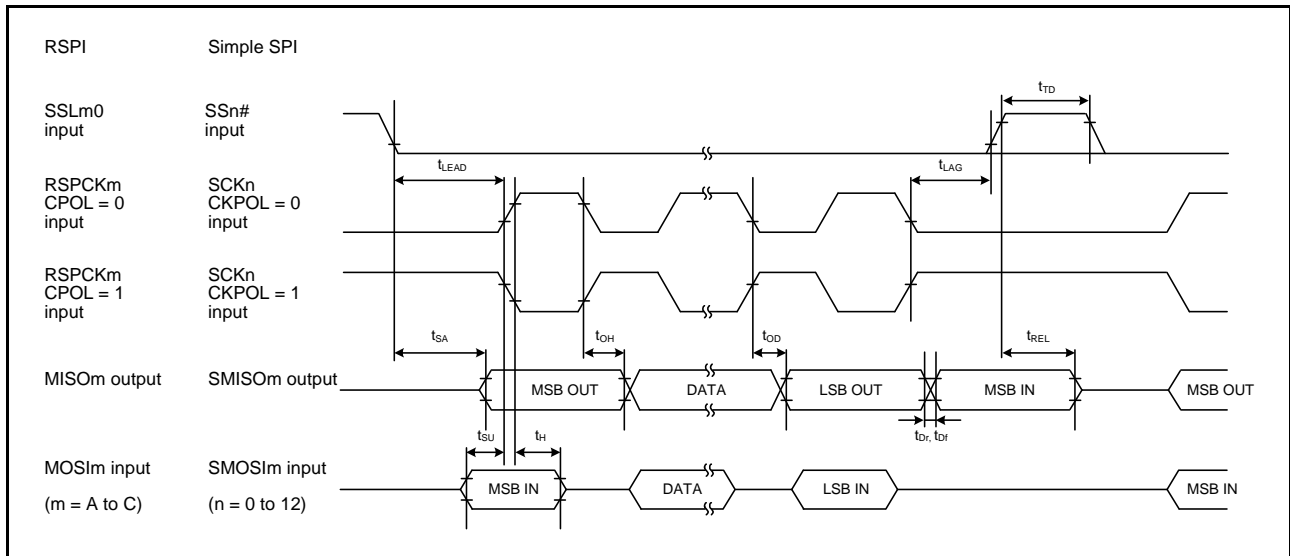 RSPI Simple SPI
SSLm0 SSn#
input input
tTD
tLEAD tLAG
RSPCKm SCKn
CPOL = 0 CKPOL = 0
input input
RSPCKm SCKn
CPOL = 1 CKPOL = 1
input input
tSA tOH tOD tREL
MISOm output SMISOm output MSB OUT DATA LSB OUT MSB IN MSB OUT
tSU tH tDr, tDf
MOSIm input SMOSIm input MSB IN DATA LSB IN MSB IN
(m = A to C) (n = 0 to 12)